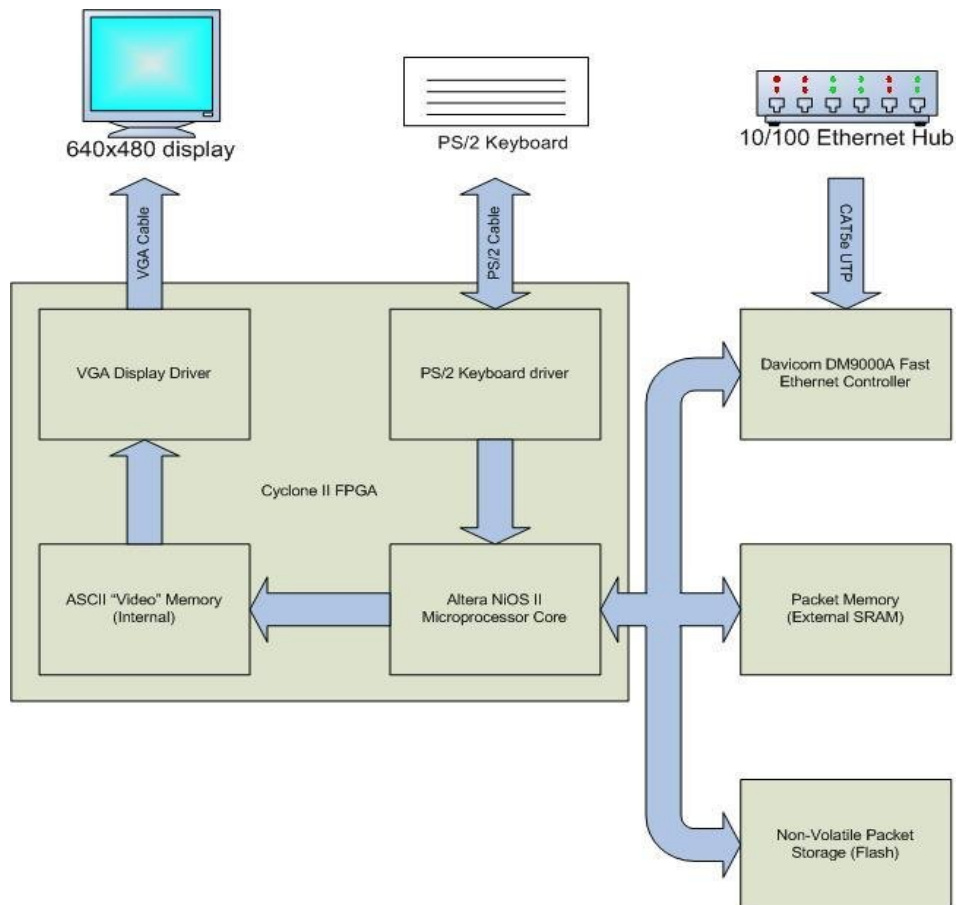 640x480 display
PS/2 Keyboard
10/100 Ethernet Hub
VGA Cable
PS/2 Cable
CAT5e UTP
VGA Display Driver
PS/2 Keyboard driver
Davicom DM9000A Fast
Ethernet Controller
Cyclone II FPGA
ASCII “Video” Memory
(Internal)
Altera NiOS II
Microprocessor Core
Packet Memory
(External SRAM)
Non-Volatile Packet
Storage (Flash)